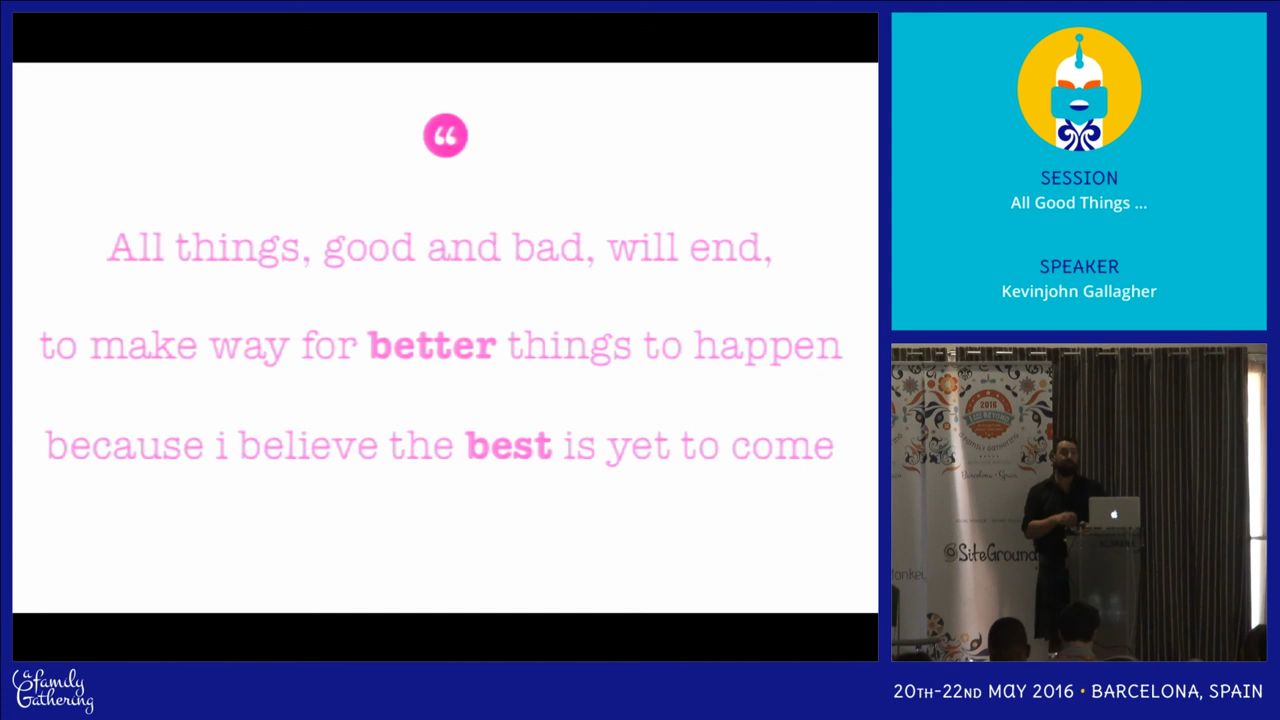 “
All things, good and bad, will end,
to make way for better things to happen
because i believe the best is yet to come
SESSION
All Good Things ...
SPEAKER
Kevinjohn Gallagher
2016
Barcelona · Spain
SiteGround
a
family
Gathering
20TH-22ND MAY 2016 • BARCELONA, SPAIN